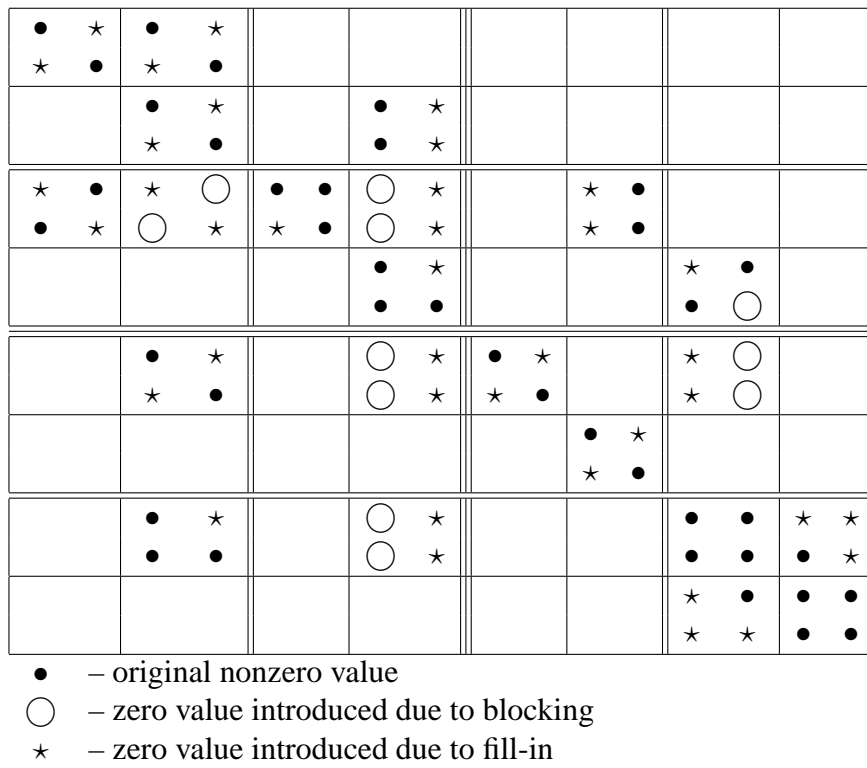 ● – original nonzero value
○ – zero value introduced due to blocking
⋆ – zero value introduced due to fill-in